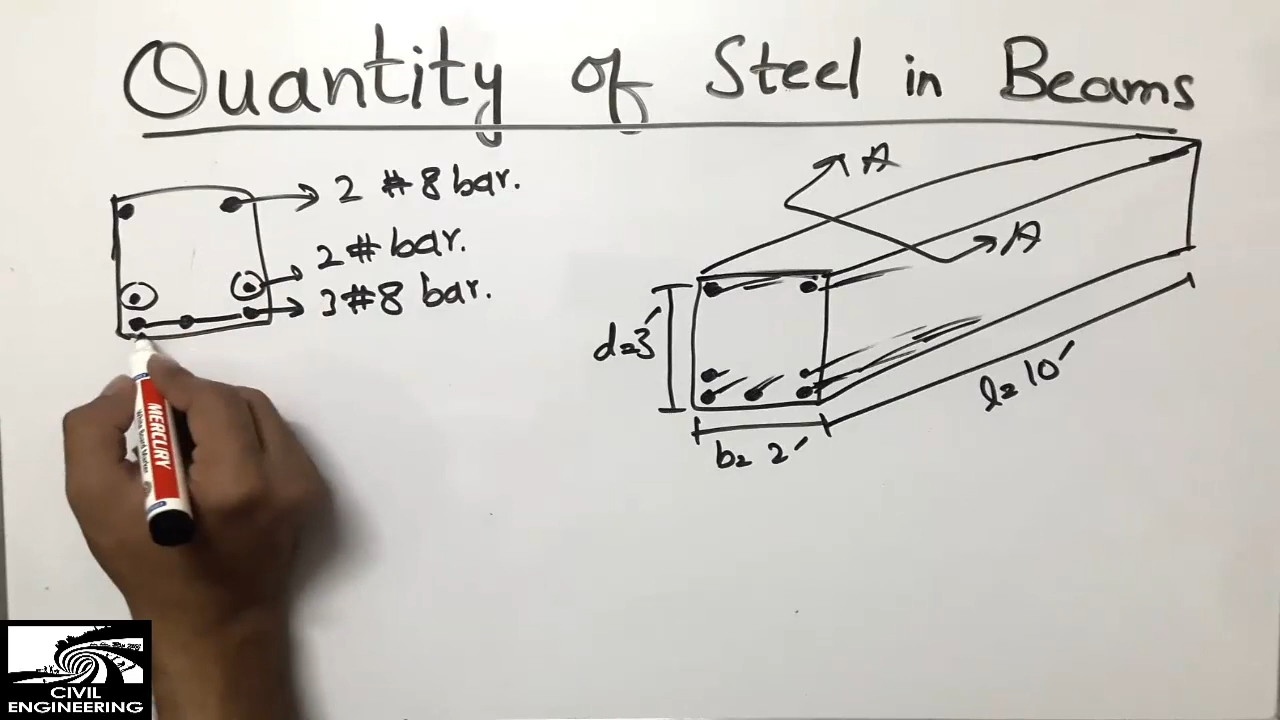 Quantity of Steel in Beams
2 #8 bar.
2# bar.
3#8 bar.
A
A
d=3'
b= 2'
l= 10'
MERCURY
CIVIL
ENGINEERING